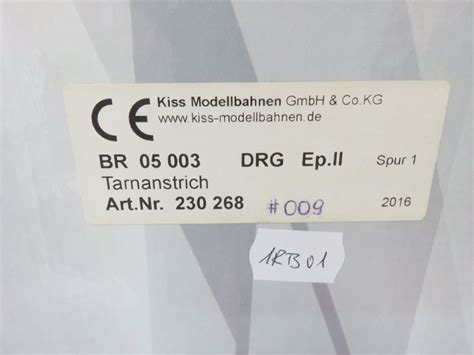 CE Kiss Modellbahnen GmbH & Co.KG
www.kiss-modellbahnen.de
BR 05 003 DRG Ep.II Spur 1
Tarnanstrich
Art.Nr. 230 268 #009 2016
1RB01